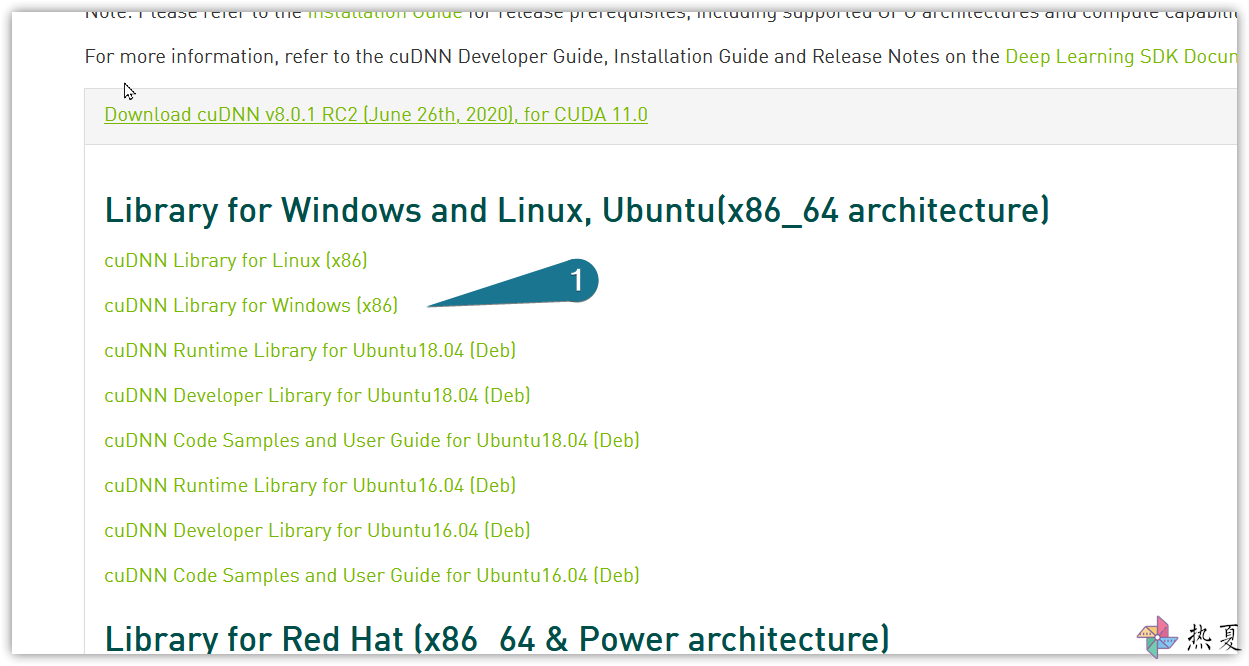 Note: Please refer to the Installation Guide for release prerequisites, including supported GPU architectures and compute
For more information, refer to the cuDNN Developer Guide, Installation Guide and Release Notes on the Deep Learning SDK Docum
Download cuDNN v8.0.1 RC2 (June 26th, 2020), for CUDA 11.0
Library for Windows and Linux, Ubuntu(x86_64 architecture)
cuDNN Library for Linux (x86)
1
cuDNN Library for Windows (x86)
cuDNN Runtime Library for Ubuntu18.04 (Deb)
cuDNN Developer Library for Ubuntu18.04 (Deb)
cuDNN Code Samples and User Guide for Ubuntu18.04 (Deb)
cuDNN Runtime Library for Ubuntu16.04 (Deb)
cuDNN Developer Library for Ubuntu16.04 (Deb)
cuDNN Code Samples and User Guide for Ubuntu16.04 (Deb)
Library for Red Hat (x86_64 & Power architecture)
热夏